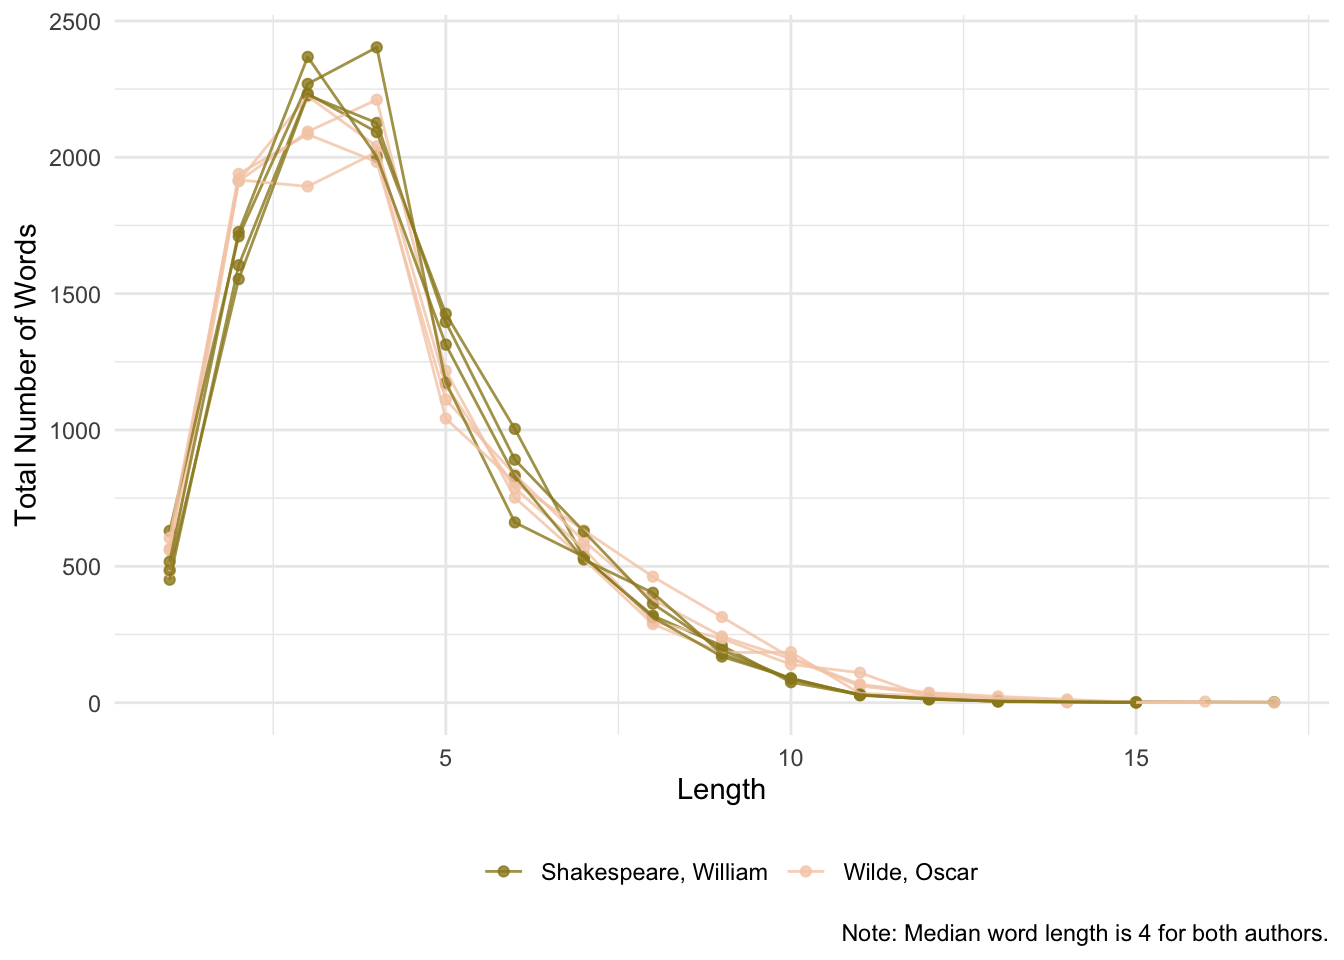 2500
2000
1500
1000
500
0
Total Number of Words
5 10 15
Length
Shakespeare, William Wilde, Oscar
Note: Median word length is 4 for both authors.